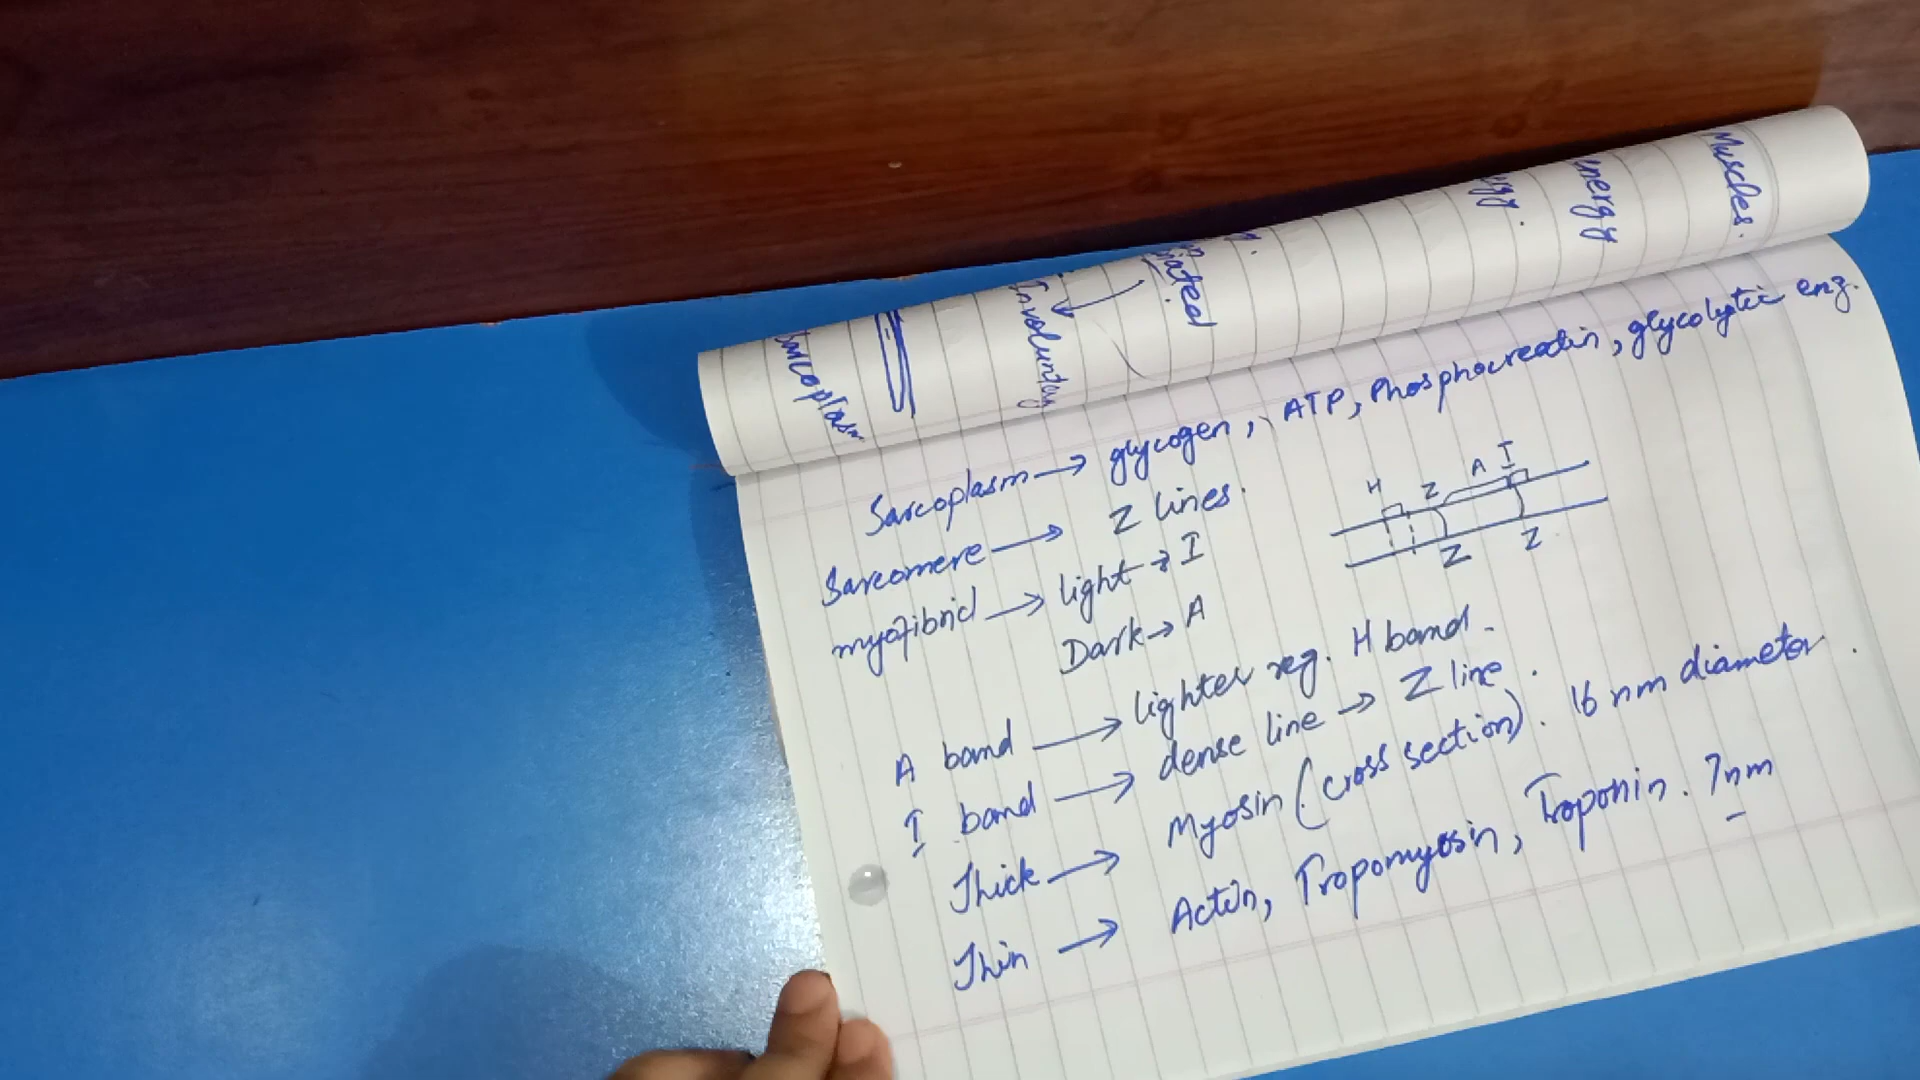 Muscles.
energy
Involuntary
Sarcoplasm
Sarcoplasm → glycogen, ATP, Phosphocreatin, glycolytic enz.
Sarcomere → Z lines.
myofibril → light → I
Dark → A
H Z A I
Z Z
A band → lighter reg. H band.
I band → dense line → Z line.
Thick → Myosin (cross section). 16 nm diameter.
Thin → Actin, Tropomyosin, Troponin. 7nm